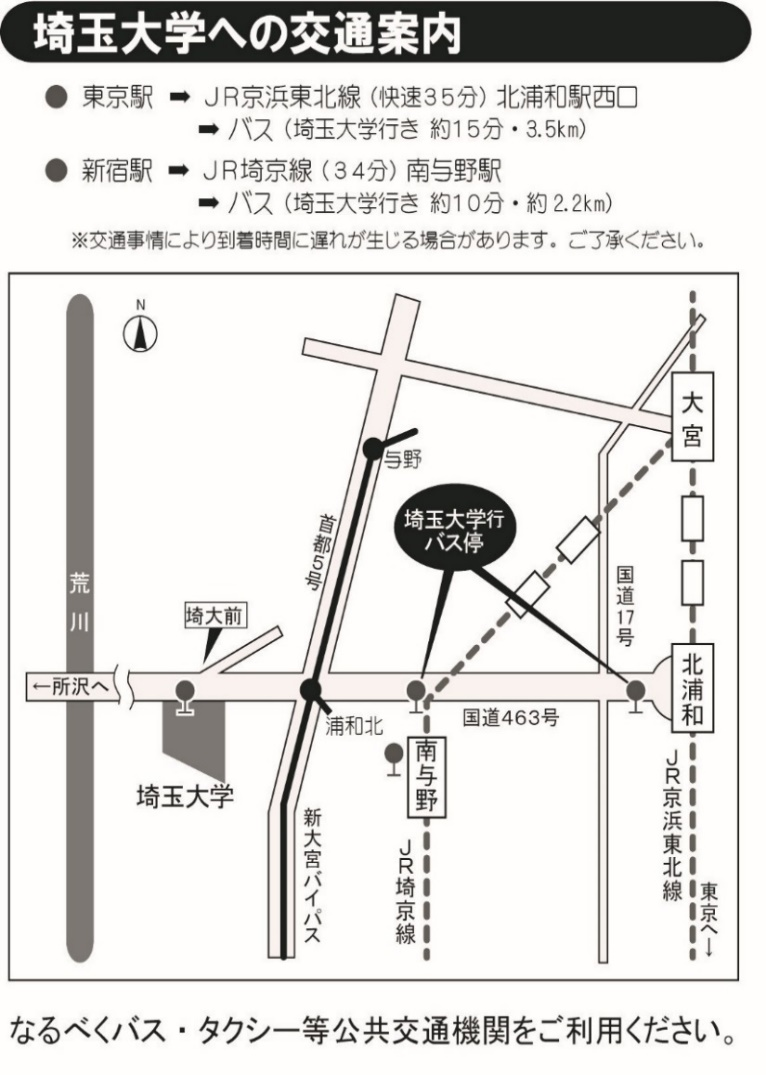 埼玉大学への交通案内
● 東京駅 ➡ JR京浜東北線(快速35分)北浦和駅西口
➡ バス(埼玉大学行き 約15分・3.5km)
● 新宿駅 ➡ JR埼京線(34分)南与野駅
➡ バス(埼玉大学行き 約10分・約2.2km)
※交通事情により到着時間に遅れが生じる場合があります。ご了承ください。
N
大宮
与野
埼玉大学行
バス停
首都5号
荒川
国道17号
埼大前
←所沢へ
北浦和
浦和北
国道463号
南与野
埼玉大学
新大宮バイパス
JR埼京線
JR京浜東北線
東京へ→
なるべくバス・タクシー等公共交通機関をご利用ください。